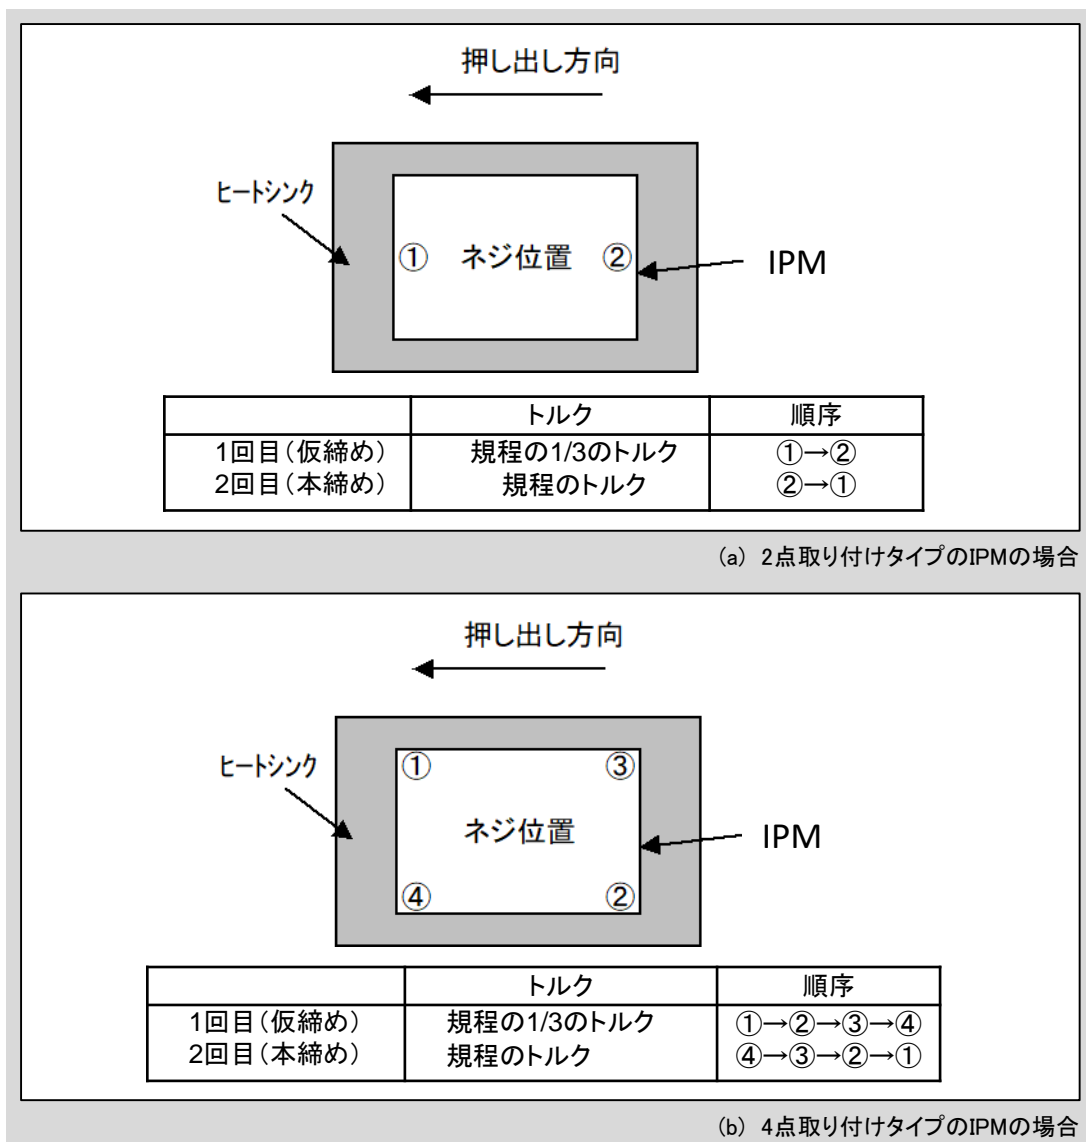 押し出し方向
ヒートシンク
① ネジ位置 ②
IPM
トルク 順序
1回目(仮締め) 規程の1/3のトルク ①→②
2回目(本締め) 規程のトルク ②→①
(a) 2点取り付けタイプのIPMの場合
押し出し方向
ヒートシンク
① ③
ネジ位置
IPM
④ ②
トルク 順序
1回目(仮締め) 規程の1/3のトルク ①→②→③→④
2回目(本締め) 規程のトルク ④→③→②→①
(b) 4点取り付けタイプのIPMの場合